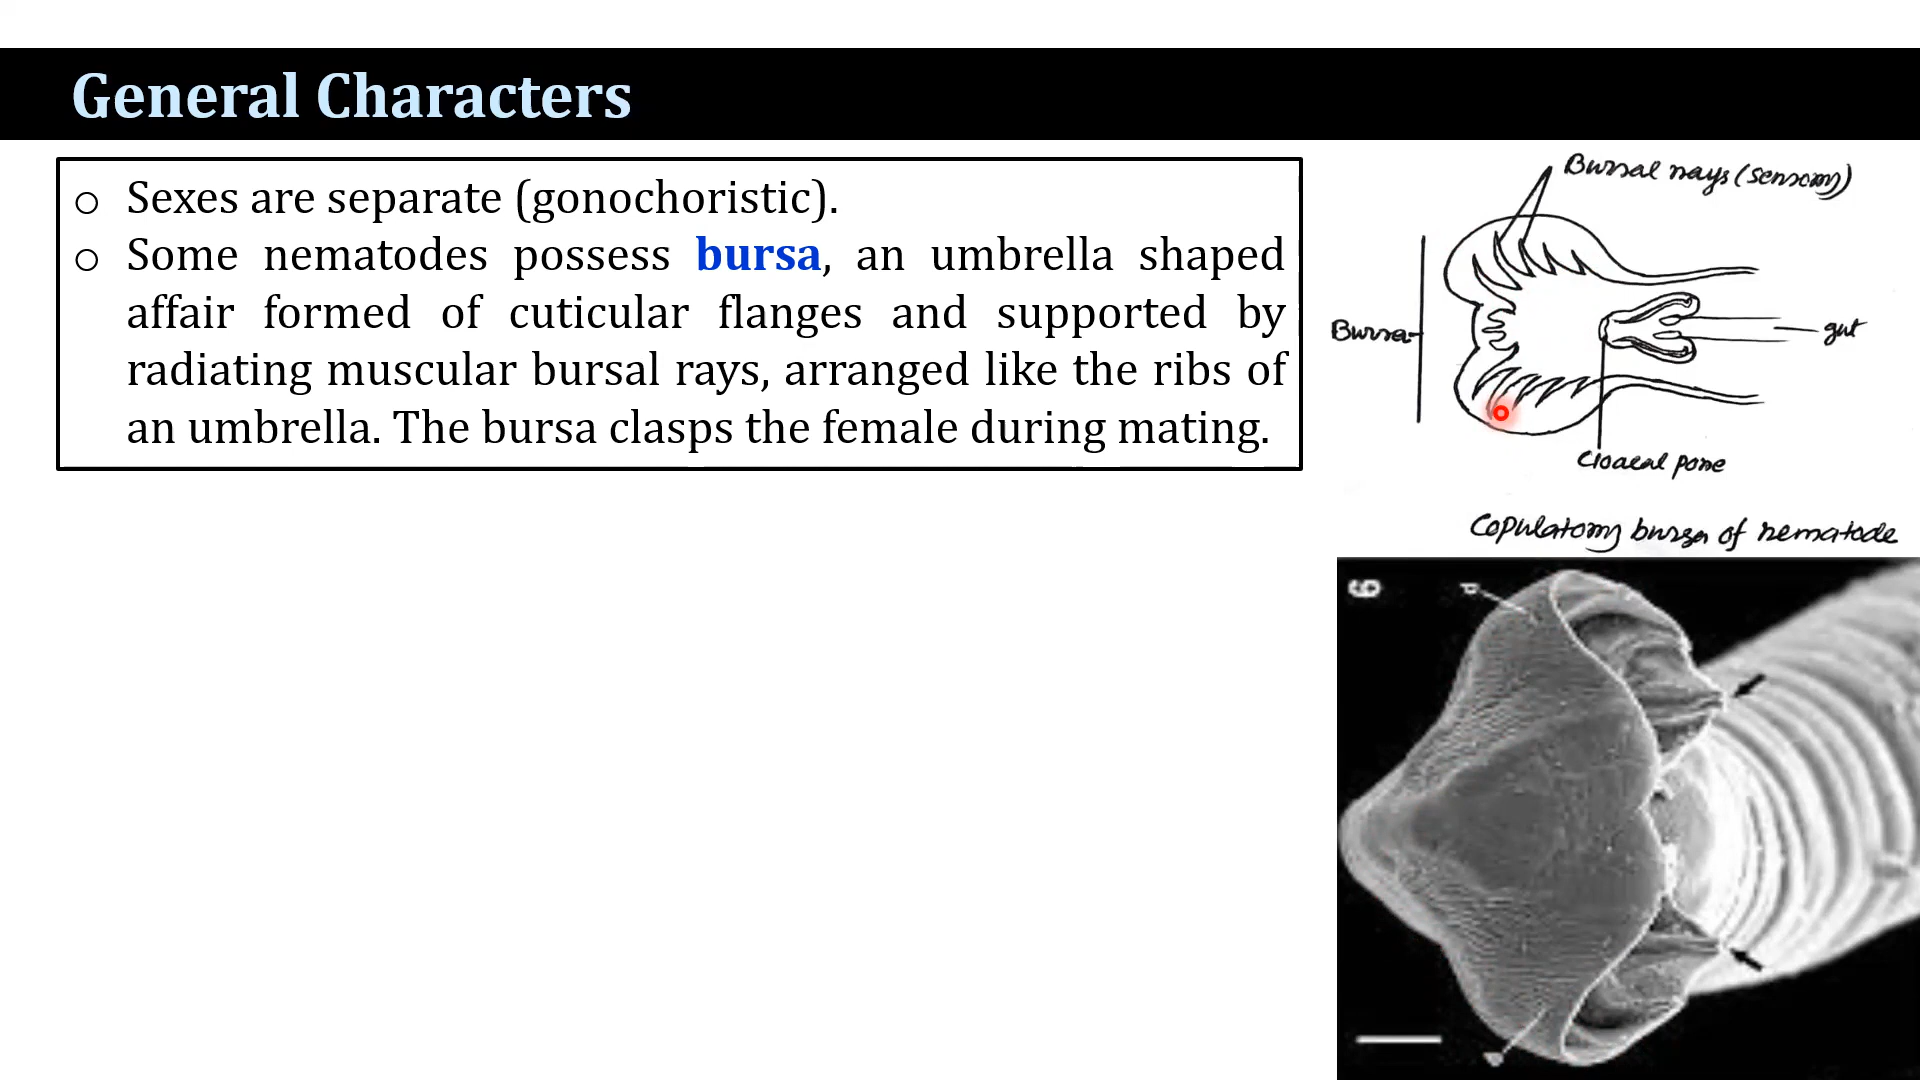 General Characters
○ Sexes are separate (gonochoristic).
○ Some nematodes possess bursa, an umbrella shaped
affair formed of cuticular flanges and supported by
radiating muscular bursal rays, arranged like the ribs of
an umbrella. The bursa clasps the female during mating.
Bursal rays (sensory)
Bursa
gut
Cloacal pore
Copulatory bursa of nematode